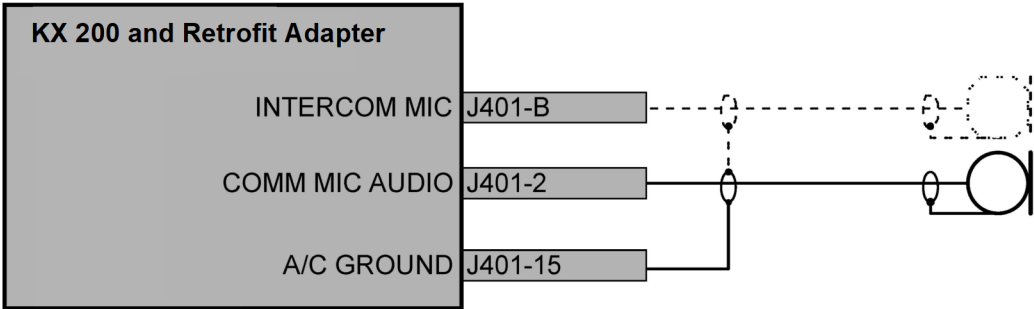 KX 200 and Retrofit Adapter
INTERCOM MIC J401-B
COMM MIC AUDIO J401-2
A/C GROUND J401-15